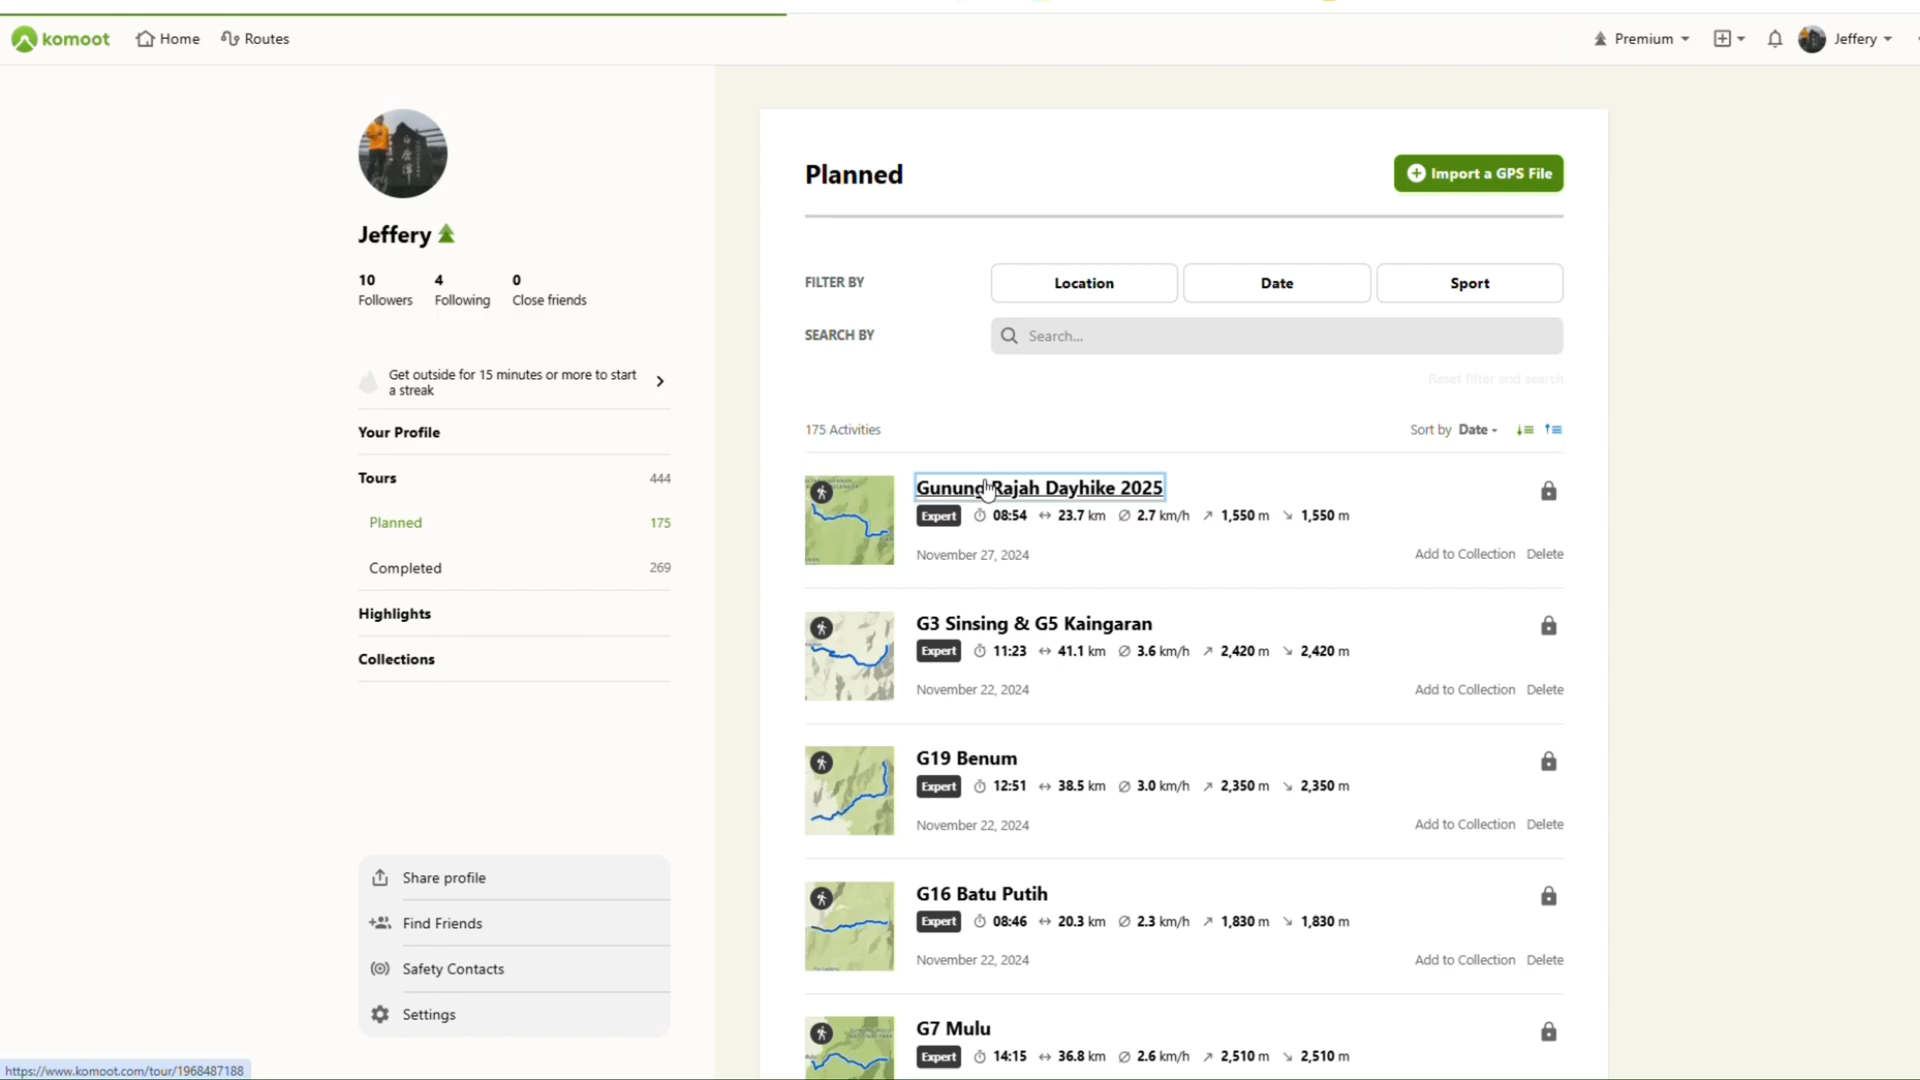 komoot
Home
Routes
Premium
Jeffery
Jeffery
10
Followers
4
Following
0
Close friends
Get outside for 15 minutes or more to start
a streak
Your Profile
Tours 444
Planned 175
Completed 269
Highlights
Collections
Share profile
Find Friends
Safety Contacts
Settings
Planned
Import a GPS File
FILTER BY
Location
Date
Sport
SEARCH BY
Search...
Reset filter and search
175 Activities
Sort by Date
Gunung Rajah Dayhike 2025
Expert 08:54 23.7 km 2.7 km/h 1,550 m 1,550 m
November 27, 2024
Add to Collection Delete
G3 Sinsing & G5 Kaingaran
Expert 11:23 41.1 km 3.6 km/h 2,420 m 2,420 m
November 22, 2024
Add to Collection Delete
G19 Benum
Expert 12:51 38.5 km 3.0 km/h 2,350 m 2,350 m
November 22, 2024
Add to Collection Delete
G16 Batu Putih
Expert 08:46 20.3 km 2.3 km/h 1,830 m 1,830 m
November 22, 2024
Add to Collection Delete
G7 Mulu
Expert 14:15 36.8 km 2.6 km/h 2,510 m 2,510 m
https://www.komoot.com/tour/1968487188